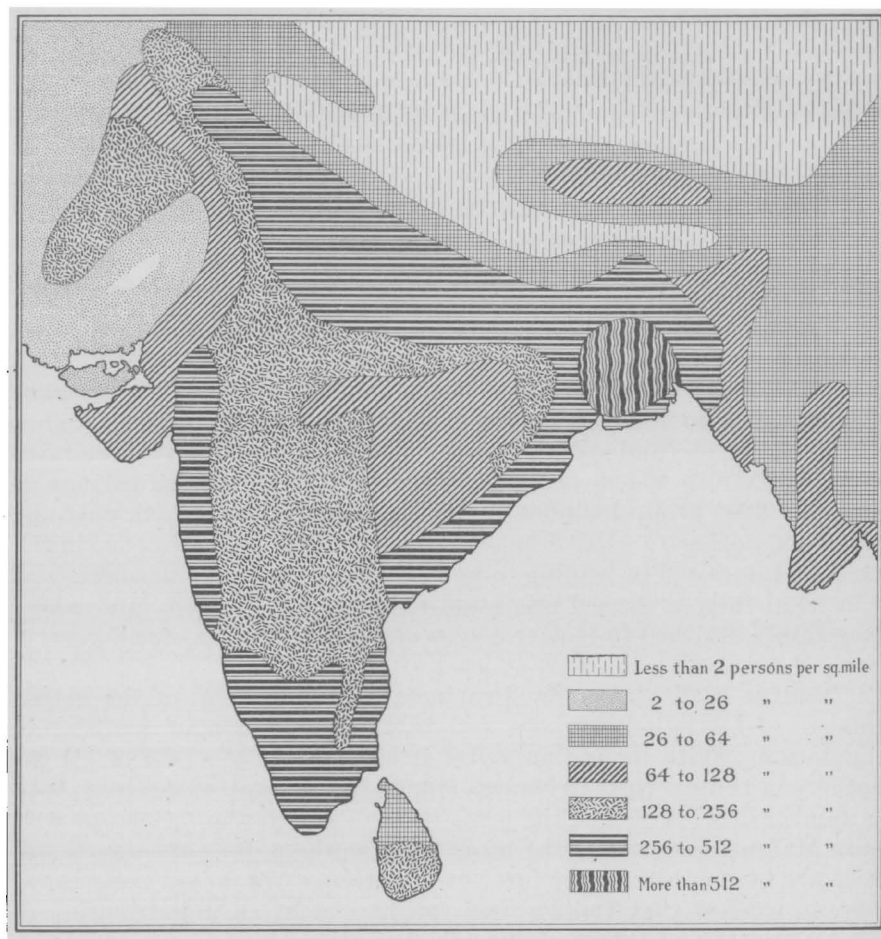 Less than 2 persons per sq.mile
2 to 26 " "
26 to 64 " "
64 to 128 " "
128 to 256 " "
256 to 512 " "
More than 512 " "